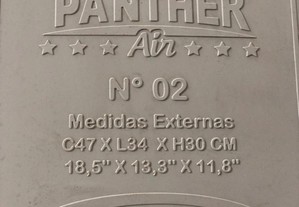 PANTHER
Air
N° 02
Medidas Externas
C47 X L34 X H30 CM
18,5" X 13,3" X 11,8"